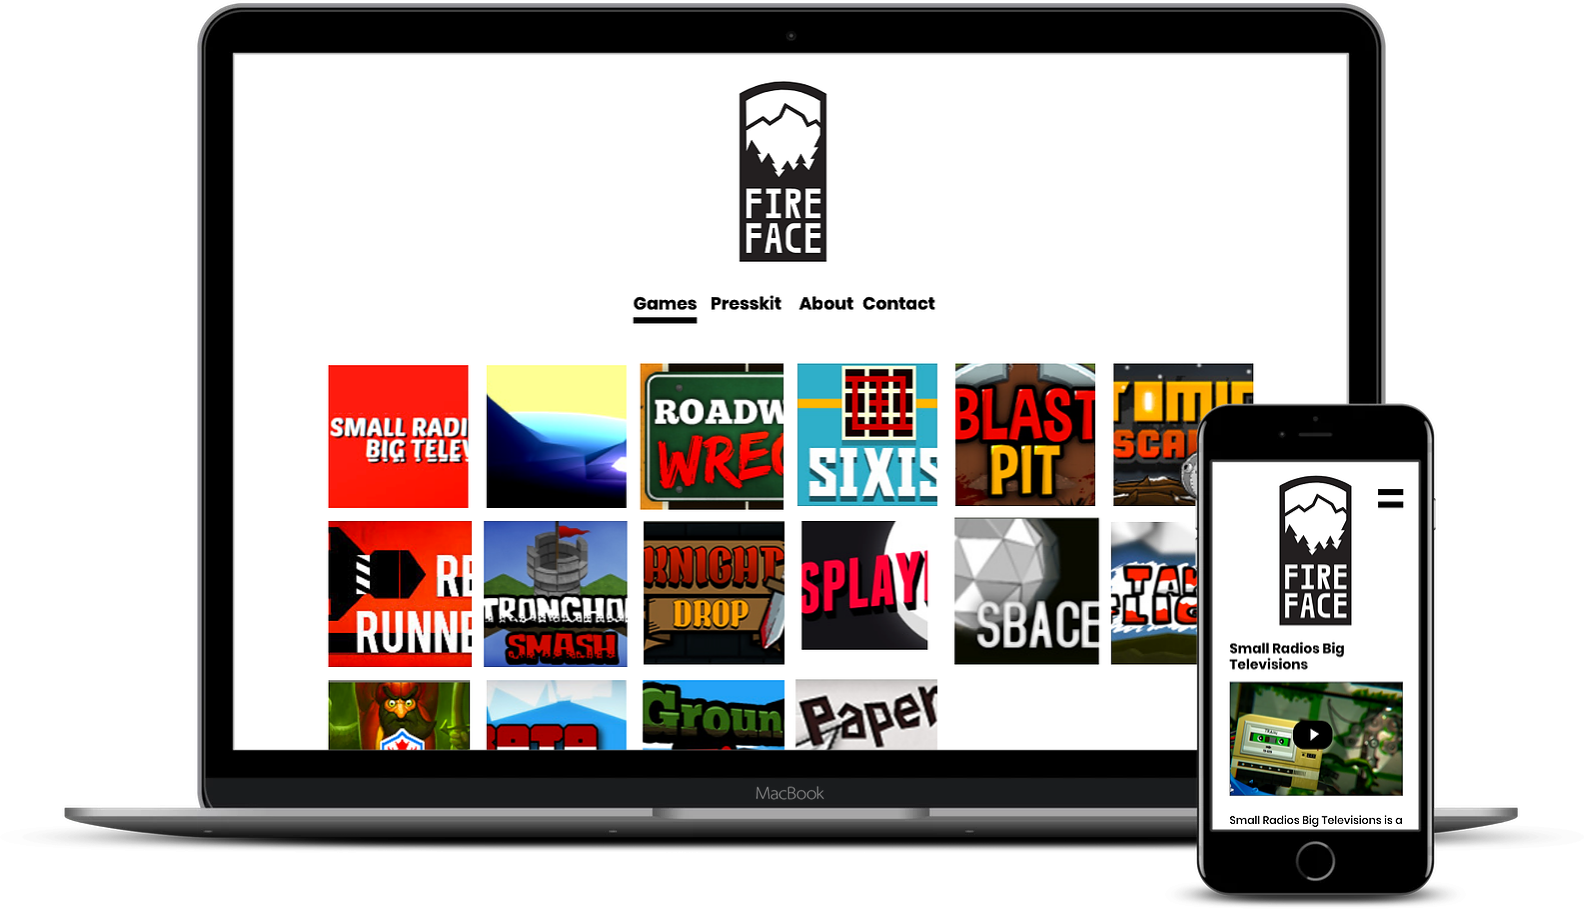 FIRE
FACE
Games Presskit About Contact
SMALL RADI
BIG TELEV
ROADW
WREC
SIXIS
BLAST
PIT
TOMIC
SCA
RE
RUNNE
TRONGHO
SMASH
KNIGHT
DROP
SPLAY
SBACE
Groun
Paper
MacBook
FIRE
FACE
Small Radios Big
Televisions
Small Radios Big Televisions is a